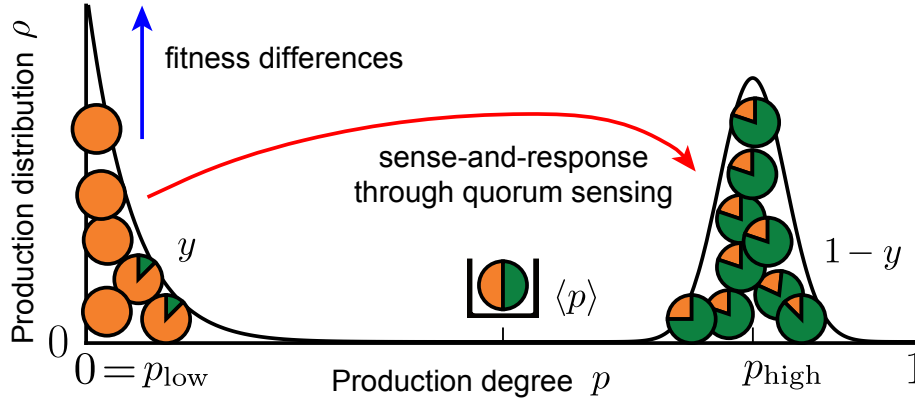 Production distribution ρ
fitness differences
sense-and-response
through quorum sensing
y
1 − y
⟨p⟩
0
0 = p_low
Production degree p
p_high
1